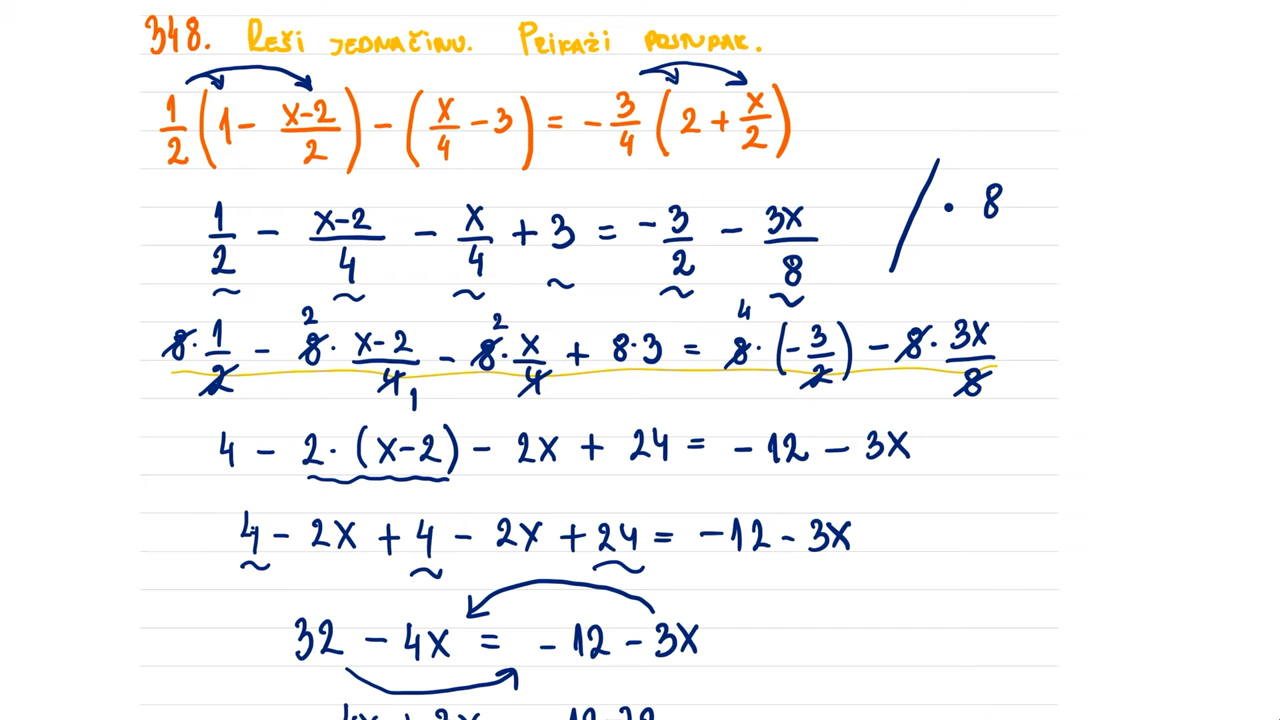 348. Reši jednačinu. Prikaži postupak.
1/2 (1 - (x-2)/2) - (x/4 - 3) = -3/4 (2 + x/2)
1/2 - (x-2)/4 - x/4 + 3 = -3/2 - 3x/8 / · 8
8 · 1/2 - 8 · (x-2)/4 - 8 · x/4 + 8·3 = 8 · (-3/2) - 8 · 3x/8
4 - 2·(x-2) - 2x + 24 = -12 - 3x
4 - 2x + 4 - 2x + 24 = -12 - 3x
32 - 4x = -12 - 3x